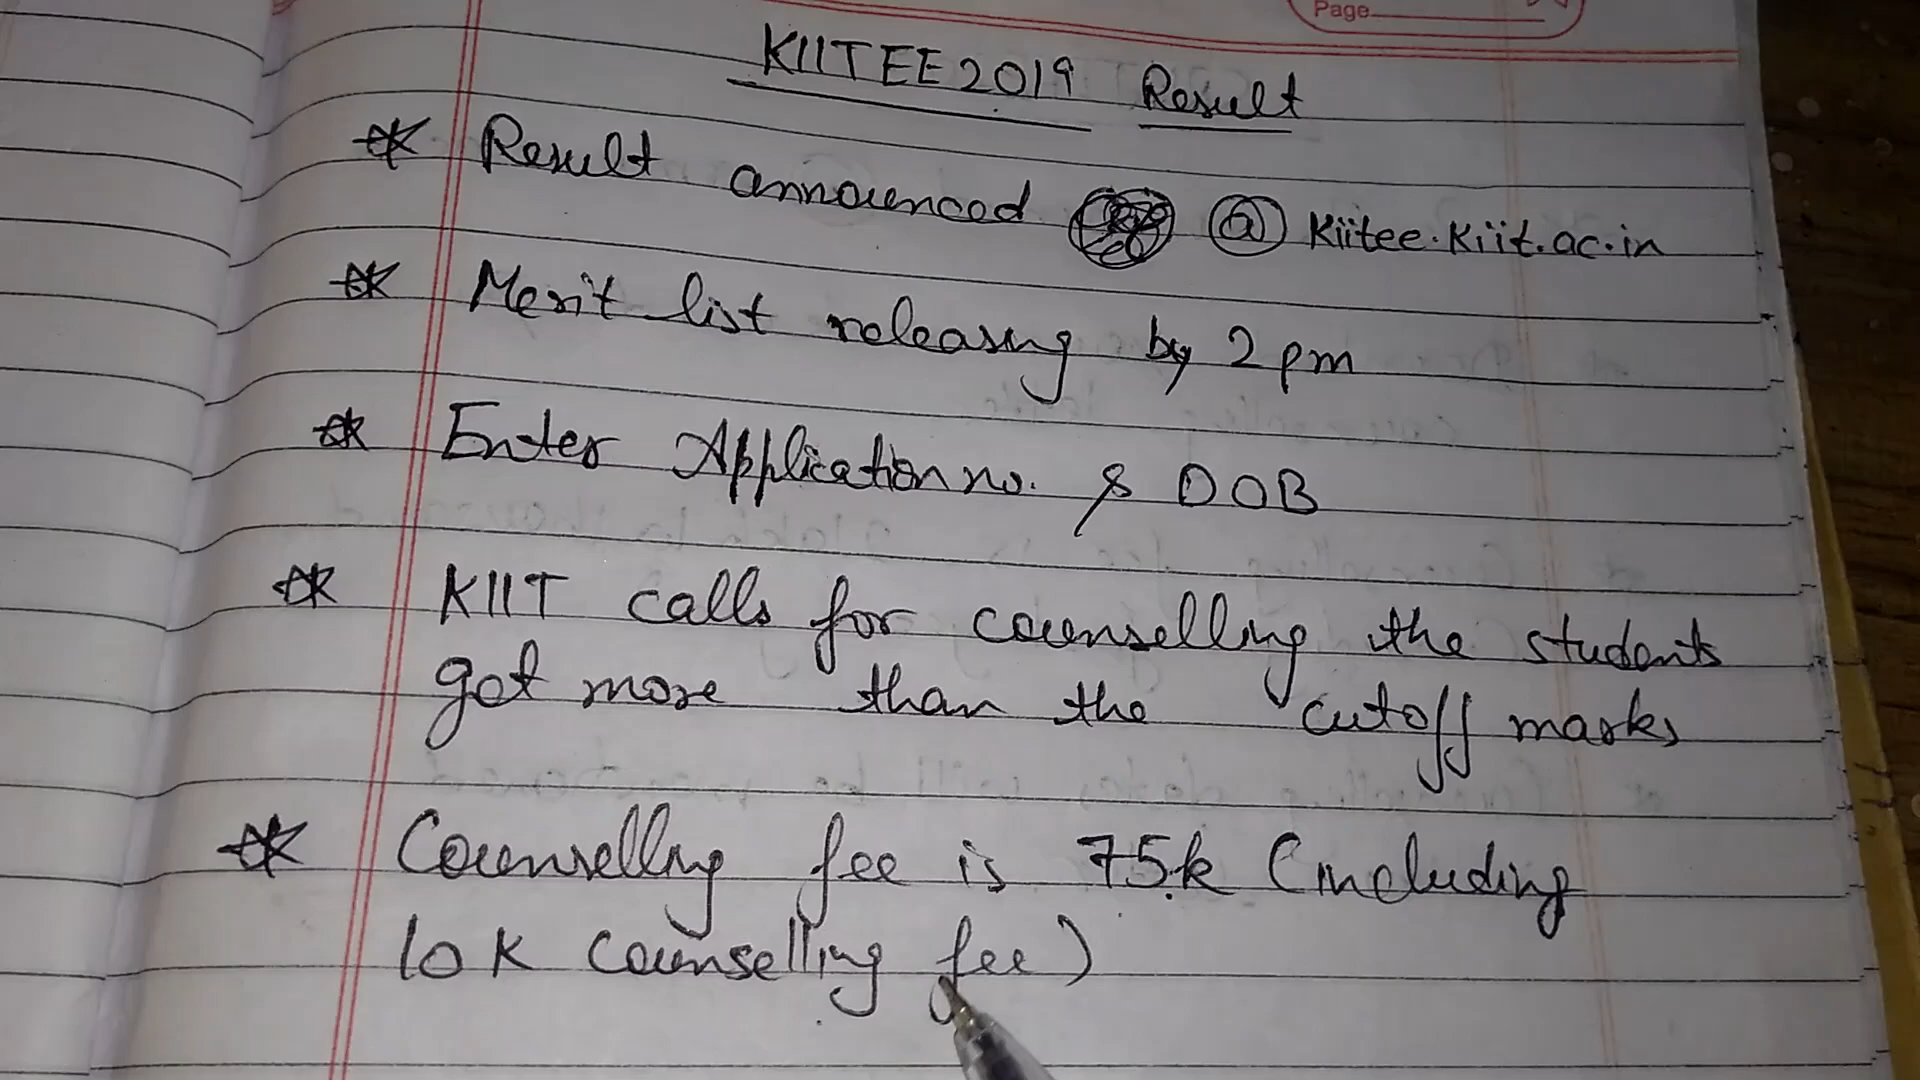 Page
KIITEE 2019 Result
Result announced @ Kiitee.Kiit.ac.in
Merit list releasing by 2 pm
Enter Application no. & DOB
KIIT calls for counselling the students
got more than the cutoff marks
Counselling fee is 75k (including
10 K counselling fee)